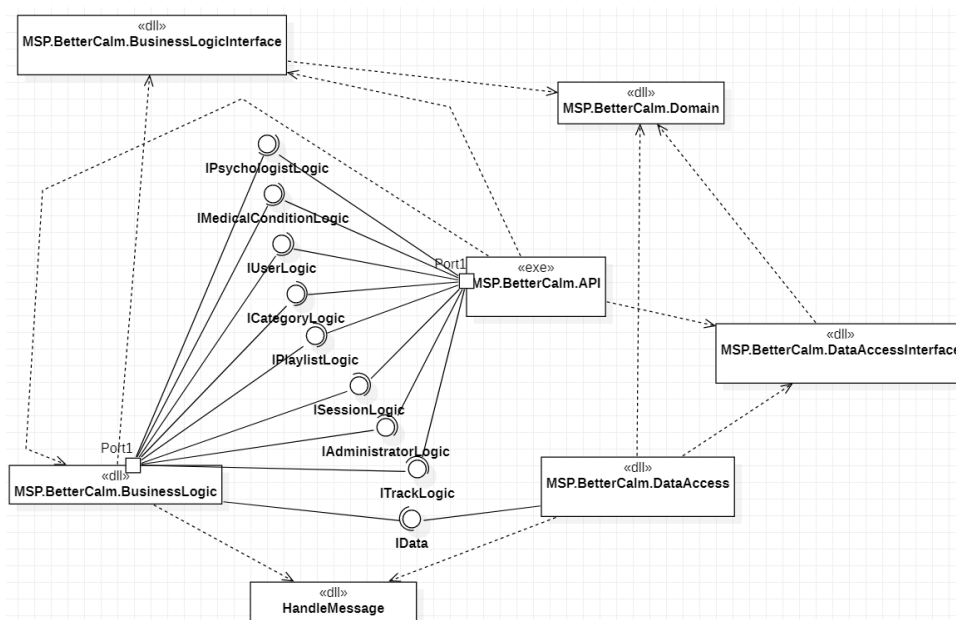 «dll»
MSP.BetterCalm.BusinessLogicInterface
«dll»
MSP.BetterCalm.Domain
IPsychologistLogic
IMedicalConditionLogic
IUserLogic
ICategoryLogic
IPlaylistLogic
ISessionLogic
IAdministratorLogic
ITrackLogic
IData
Port1
«exe»
MSP.BetterCalm.API
«dll»
MSP.BetterCalm.DataAccessInterface
Port1
«dll»
MSP.BetterCalm.BusinessLogic
«dll»
MSP.BetterCalm.DataAccess
«dll»
HandleMessage